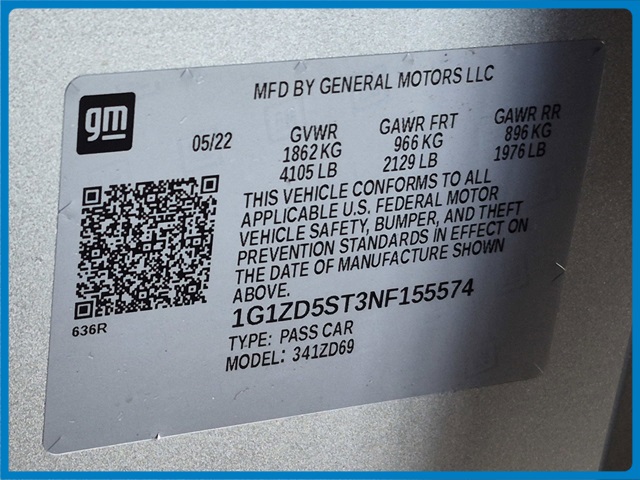 MFD BY GENERAL MOTORS LLC
gm
05/22
GVWR
1862 KG
4105 LB
GAWR FRT
966 KG
2129 LB
GAWR RR
896 KG
1976 LB
THIS VEHICLE CONFORMS TO ALL
APPLICABLE U.S. FEDERAL MOTOR
VEHICLE SAFETY, BUMPER, AND THEFT
PREVENTION STANDARDS IN EFFECT ON
THE DATE OF MANUFACTURE SHOWN
ABOVE.
1G1ZD5ST3NF155574
636R
TYPE: PASS CAR
MODEL: 341ZD69